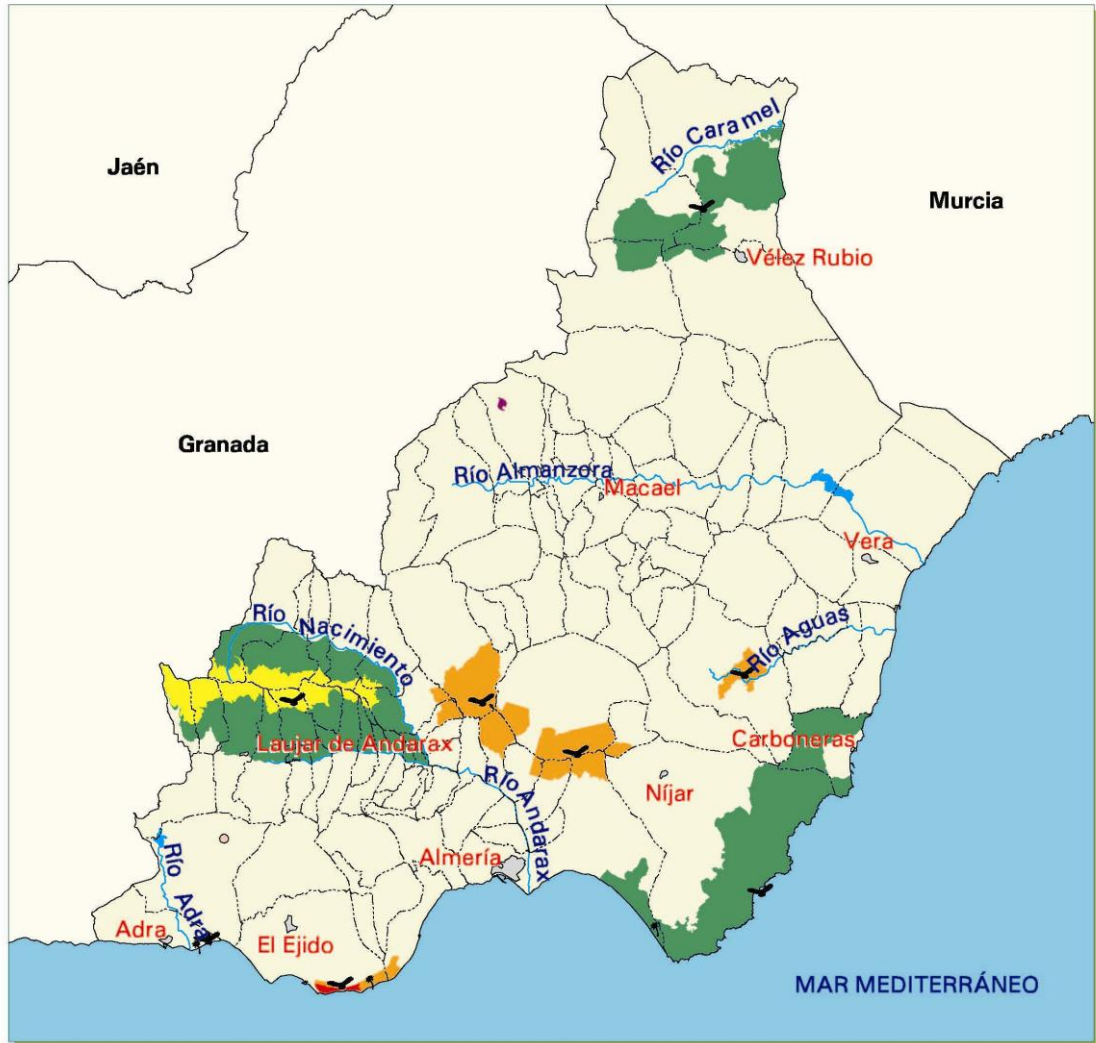 Río Caramel
Jaén
Murcia
Vélez Rubio
Granada
Río Almanzora
Macael
Vera
Río Nacimiento
Río Aguas
Laujar de Andarax
Carboneras
Río Andarax
Níjar
Río Adra
Almería
Adra
El Ejido
MAR MEDITERRÁNEO